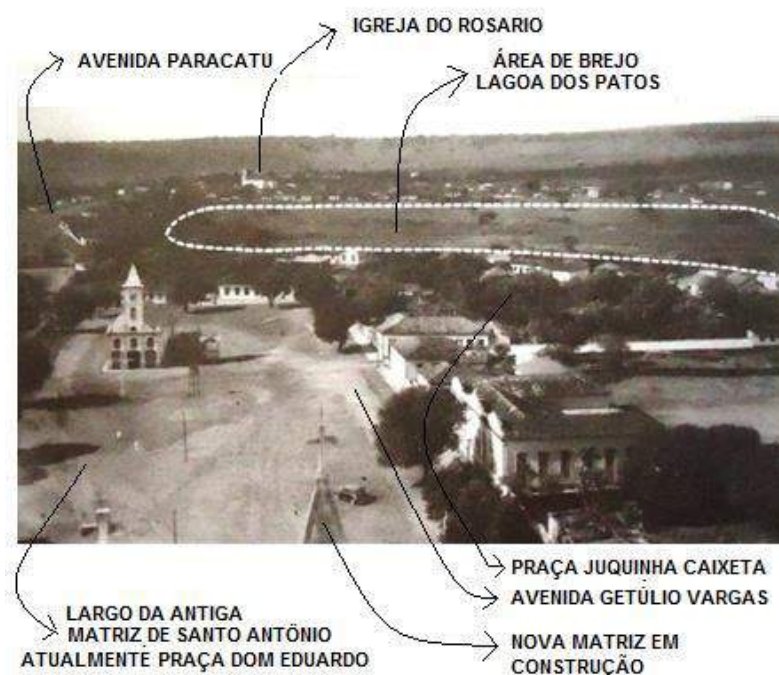 IGREJA DO ROSARIO
AVENIDA PARACATU
ÁREA DE BREJO
LAGOA DOS PATOS
PRAÇA JUQUINHA CAIXETA
AVENIDA GETÚLIO VARGAS
LARGO DA ANTIGA
MATRIZ DE SANTO ANTÔNIO
ATUALMENTE PRAÇA DOM EDUARDO
NOVA MATRIZ EM
CONSTRUÇÃO